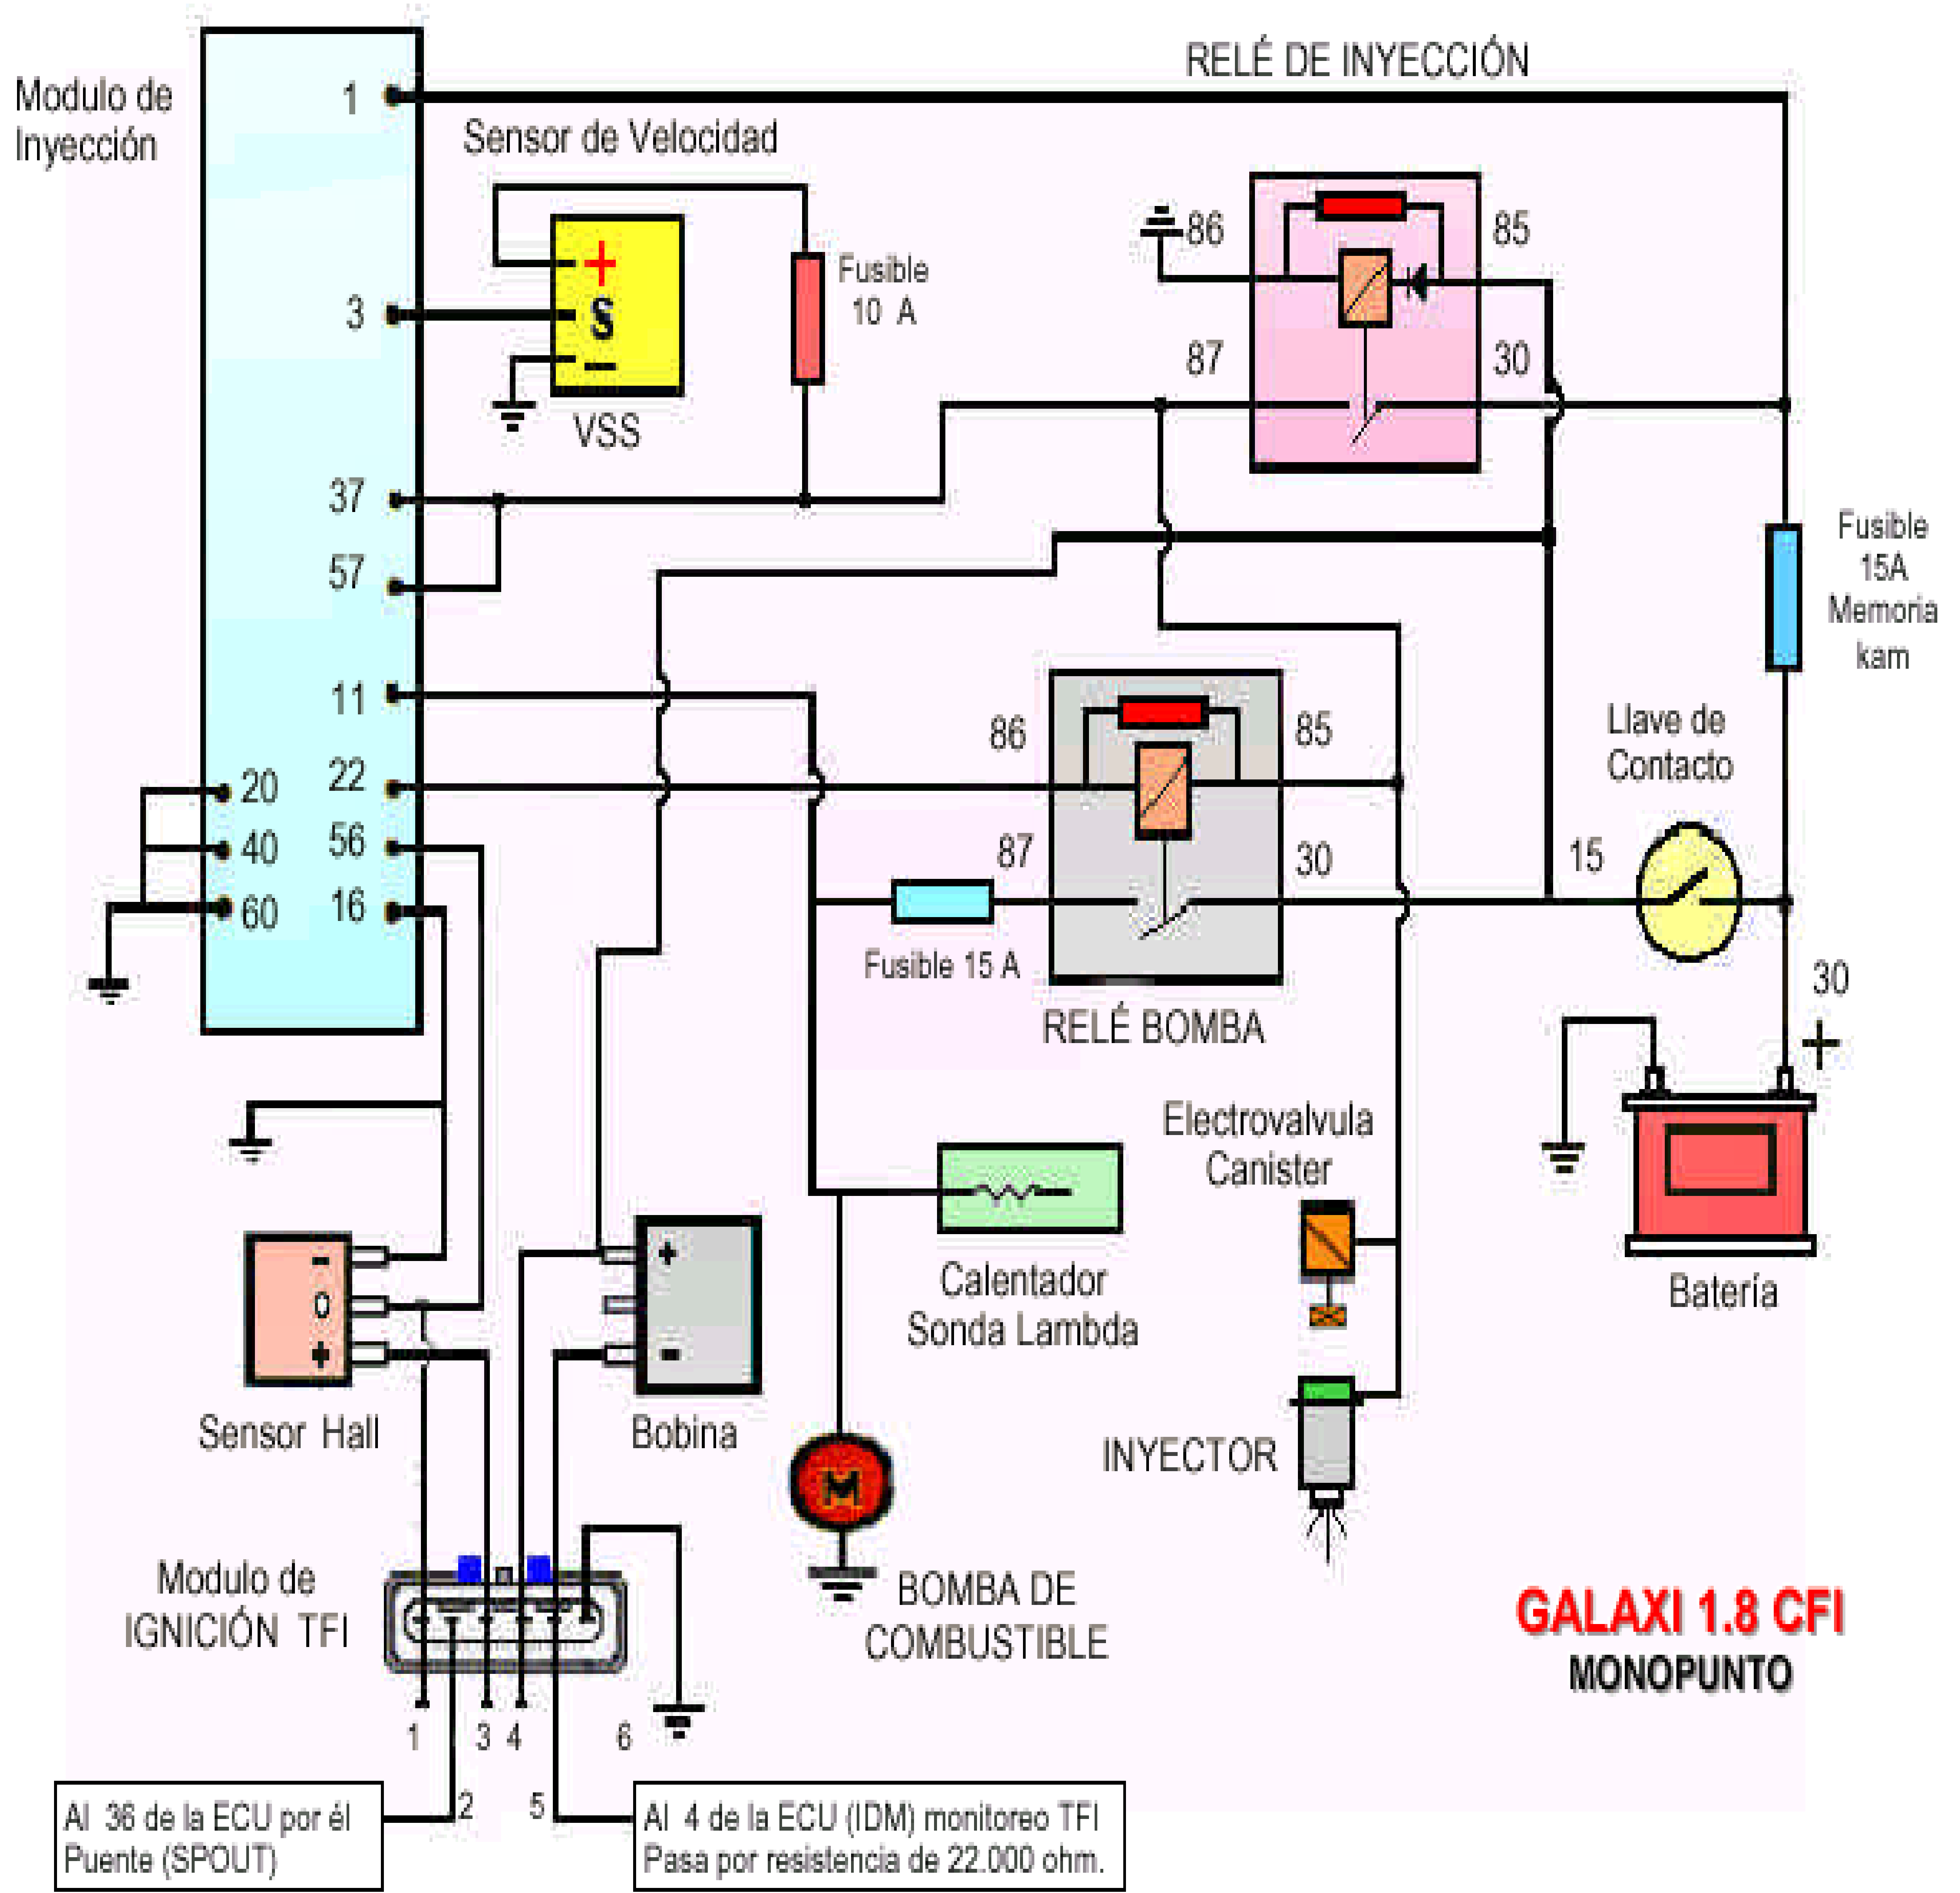 RELÉ DE INYECCIÓN
Modulo de
Inyección
1
Sensor de Velocidad
86
85
+
S
Fusible
10 A
3
87
30
VSS
37
Fusible
15A
Memoria
kam
57
11
86
85
Llave de
Contacto
20
22
40
56
87
30
15
60
16
Fusible 15 A
30
RELÉ BOMBA
+
Electrovalvula
Canister
-
0
+
+
-
Calentador
Sonda Lambda
Batería
Sensor Hall
Bobina
INYECTOR
M
Modulo de
IGNICIÓN TFI
BOMBA DE
COMBUSTIBLE
GALAXI 1.8 CFI
MONOPUNTO
1
3
4
6
2
5
Al 36 de la ECU por él
Puente (SPOUT)
Al 4 de la ECU (IDM) monitoreo TFI
Pasa por resistencia de 22.000 ohm.